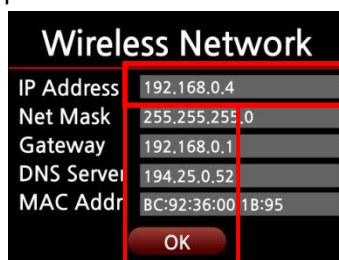 Wireless Network
IP Address 192.168.0.4
Net Mask 255.255.255.0
Gateway 192.168.0.1
DNS Server 194.25.0.52
MAC Addr BC:92:36:00:1B:95
OK